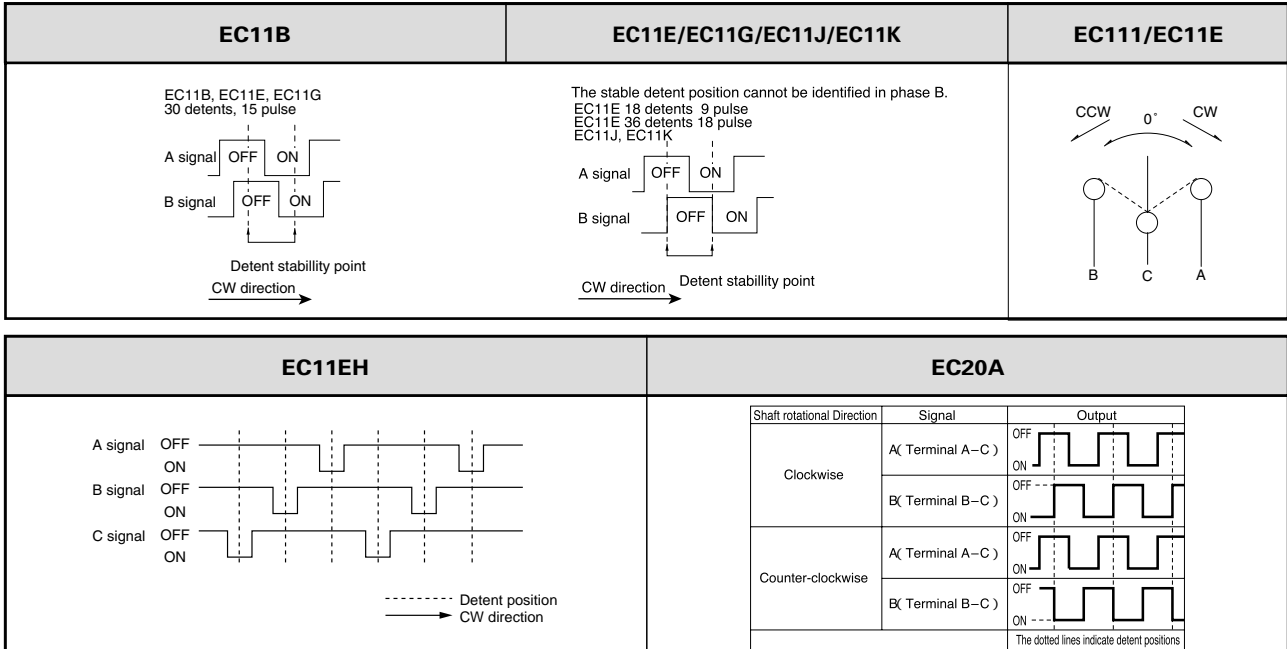 EC11B
EC11E/EC11G/EC11J/EC11K
EC111/EC11E
EC11B, EC11E, EC11G
30 detents, 15 pulse
A signal OFF ON
B signal OFF ON
Detent stabillity point
CW direction
The stable detent position cannot be identified in phase B.
EC11E 18 detents 9 pulse
EC11E 36 detents 18 pulse
EC11J, EC11K
A signal OFF ON
B signal OFF ON
Detent stabillity point
CW direction
CCW 0° CW
B C A
EC11EH
EC20A
A signal OFF
ON
B signal OFF
ON
C signal OFF
ON
Detent position
CW direction
Shaft rotational Direction Signal Output
Clockwise
A( Terminal A–C )
OFF
ON
B( Terminal B–C )
OFF
ON
Counter-clockwise
A( Terminal A–C )
OFF
ON
B( Terminal B–C )
OFF
ON
The dotted lines indicate detent positions